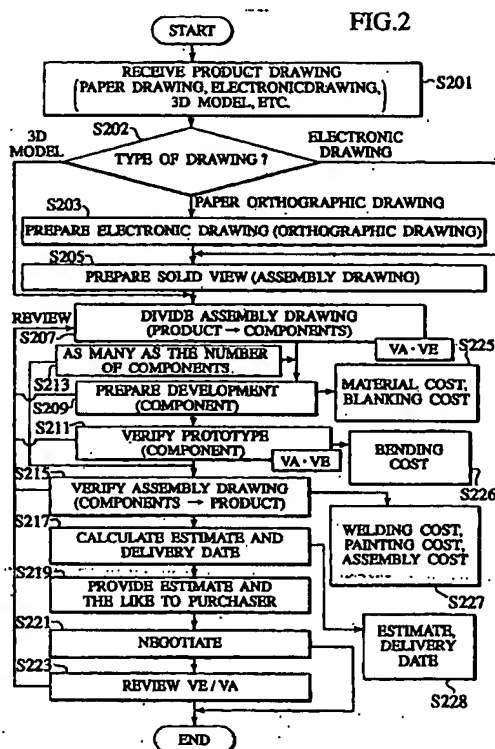 FIG.2
START
RECEIVE PRODUCT DRAWING
(PAPER DRAWING, ELECTRONICDRAWING,
3D MODEL, ETC.
S201
S202
3D
MODEL
TYPE OF DRAWING ?
ELECTRONIC
DRAWING
PAPER ORTHOGRAPHIC DRAWING
S203
PREPARE ELECTRONIC DRAWING (ORTHOGRAPHIC DRAWING)
S205
PREPARE SOLID VIEW (ASSEMBLY DRAWING)
REVIEW
DIVIDE ASSEMBLY DRAWING
(PRODUCT → COMPONENTS)
S207
VA · VE
S225
AS MANY AS THE NUMBER
OF COMPONENTS.
S213
PREPARE DEVELOPMENT
(COMPONENT)
S209
MATERIAL COST,
BLANKING COST
S211
VERIFY PROTOTYPE
(COMPONENT)
VA · VE
BENDING
COST
S226
S215
VERIFY ASSEMBLY DRAWING
(COMPONENTS → PRODUCT)
S217
CALCULATE ESTIMATE AND
DELIVERY DATE
WELDING COST,
PAINTING COST,
ASSEMBLY COST
S227
S219
PROVIDE ESTIMATE AND
THE LIKE TO PURCHASER
S221
NEGOTIATE
ESTIMATE,
DELIVERY
DATE
S228
S223
REVIEW VE / VA
END